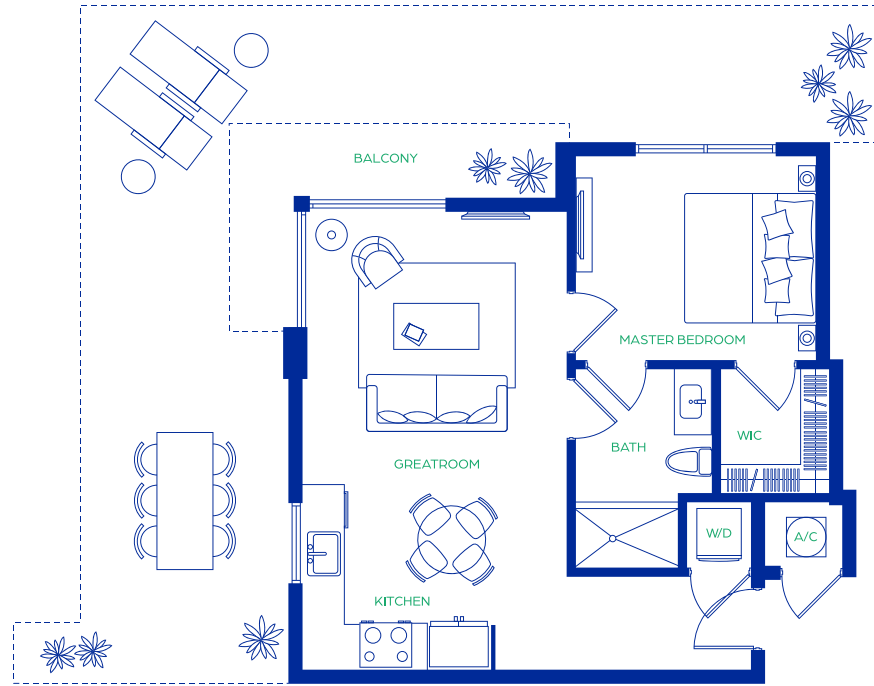 BALCONY
MASTER BEDROOM
BATH
WIC
GREATROOM
W/D
A/C
KITCHEN